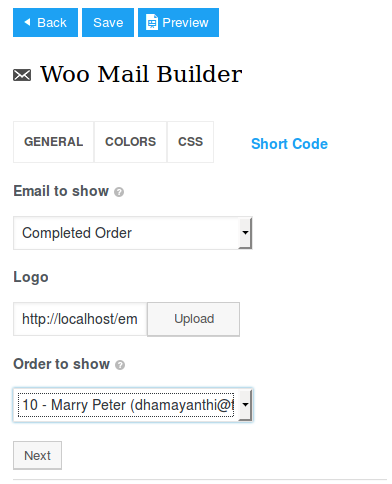 Back Save Preview
Woo Mail Builder
GENERAL COLORS CSS Short Code
Email to show ?
Completed Order
Logo
http://localhost/em Upload
Order to show ?
10 - Marry Peter (dhamayanthi@
Next